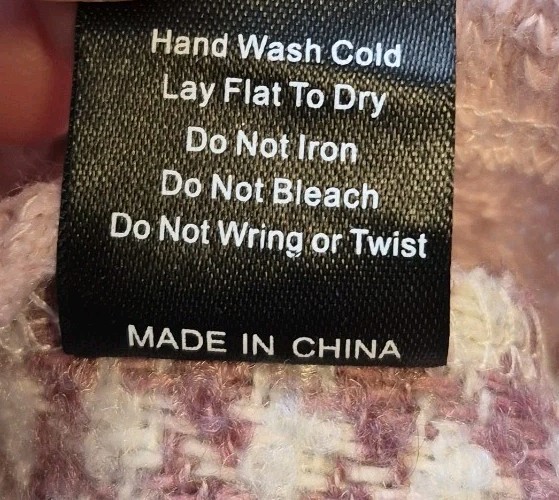 Hand Wash Cold
Lay Flat To Dry
Do Not Iron
Do Not Bleach
Do Not Wring or Twist
MADE IN CHINA